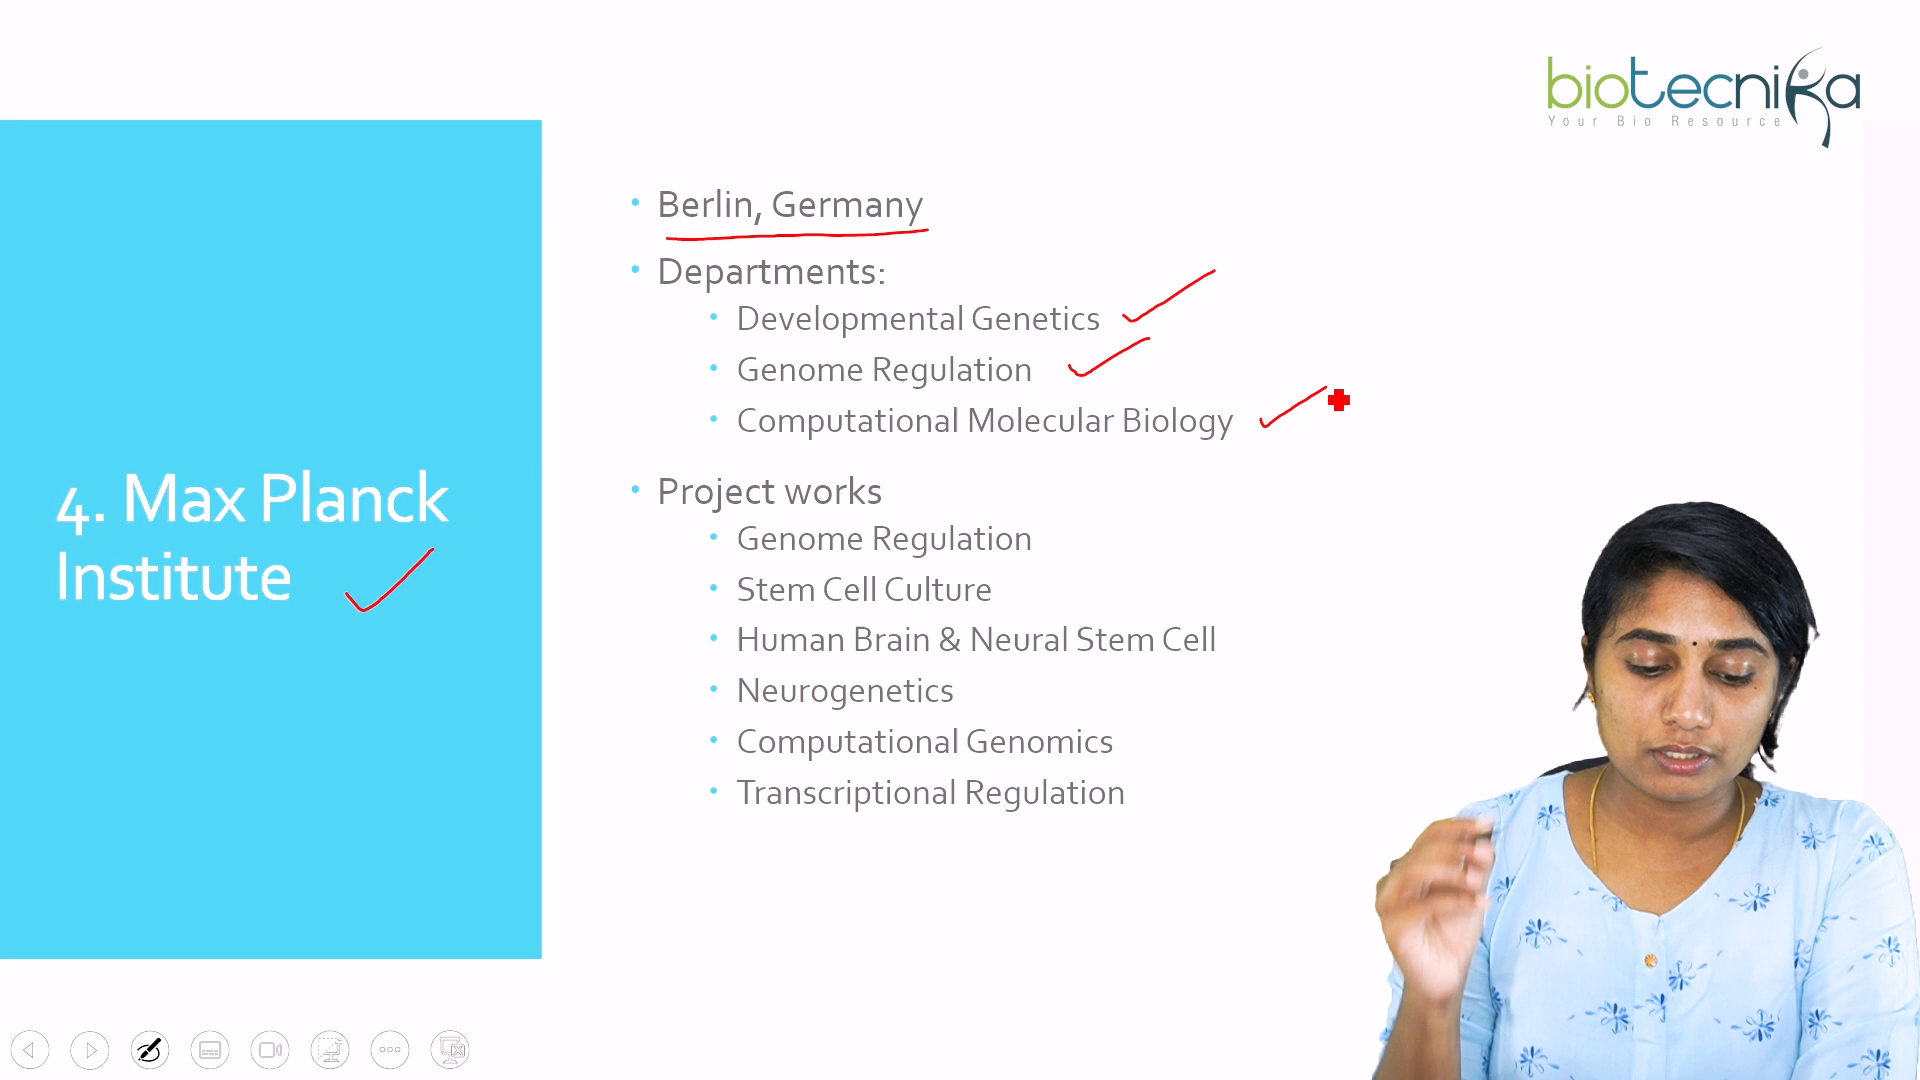 biotecnika
Your Bio Resource
4. Max Planck
Institute
• Berlin, Germany
• Departments:
• Developmental Genetics
• Genome Regulation
• Computational Molecular Biology
• Project works
• Genome Regulation
• Stem Cell Culture
• Human Brain & Neural Stem Cell
• Neurogenetics
• Computational Genomics
• Transcriptional Regulation